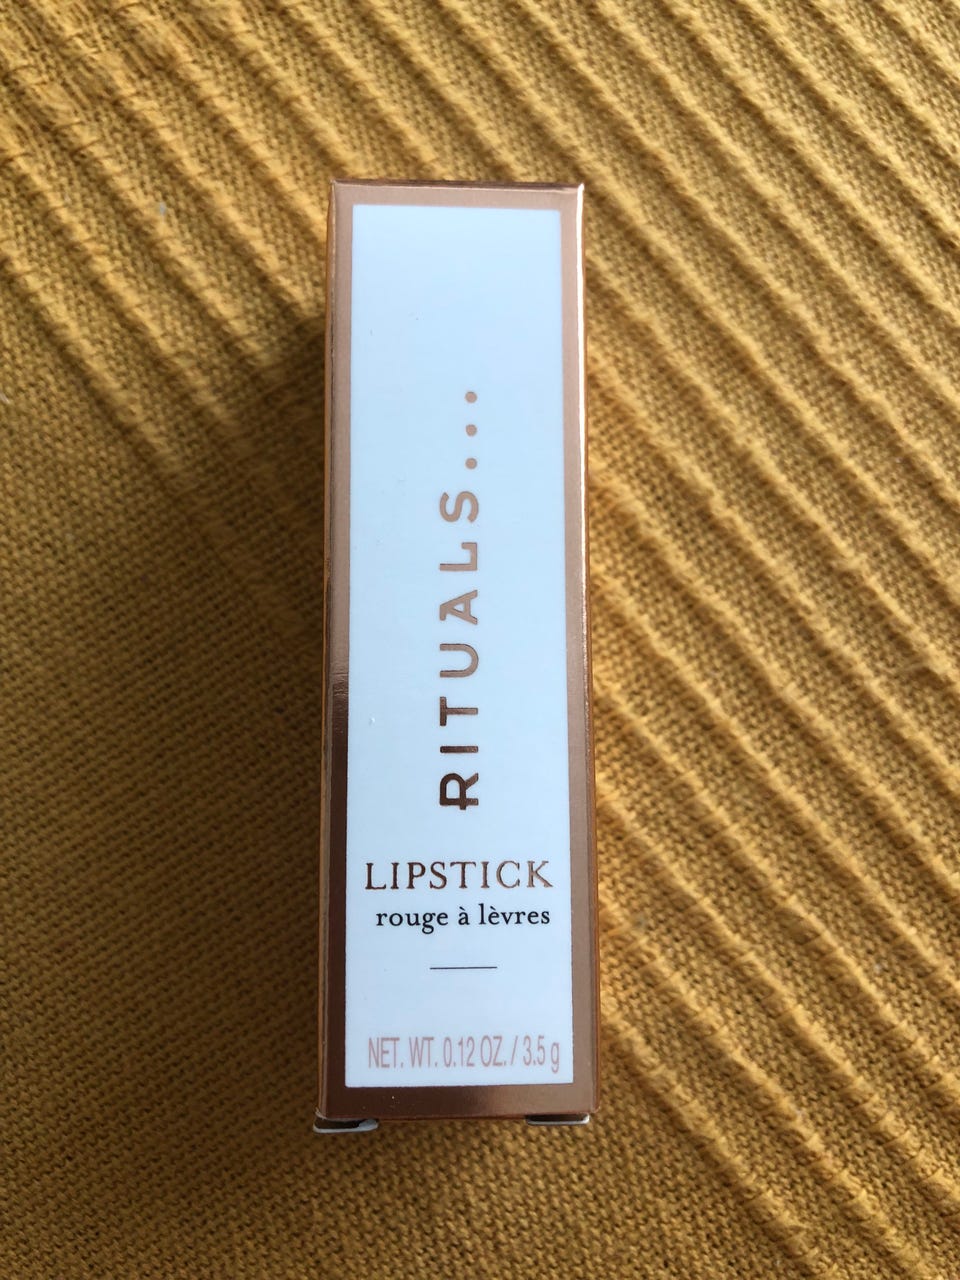 RITUALS....
LIPSTICK
rouge à lèvres
NET. WT. 0.12 OZ. / 3.5 g